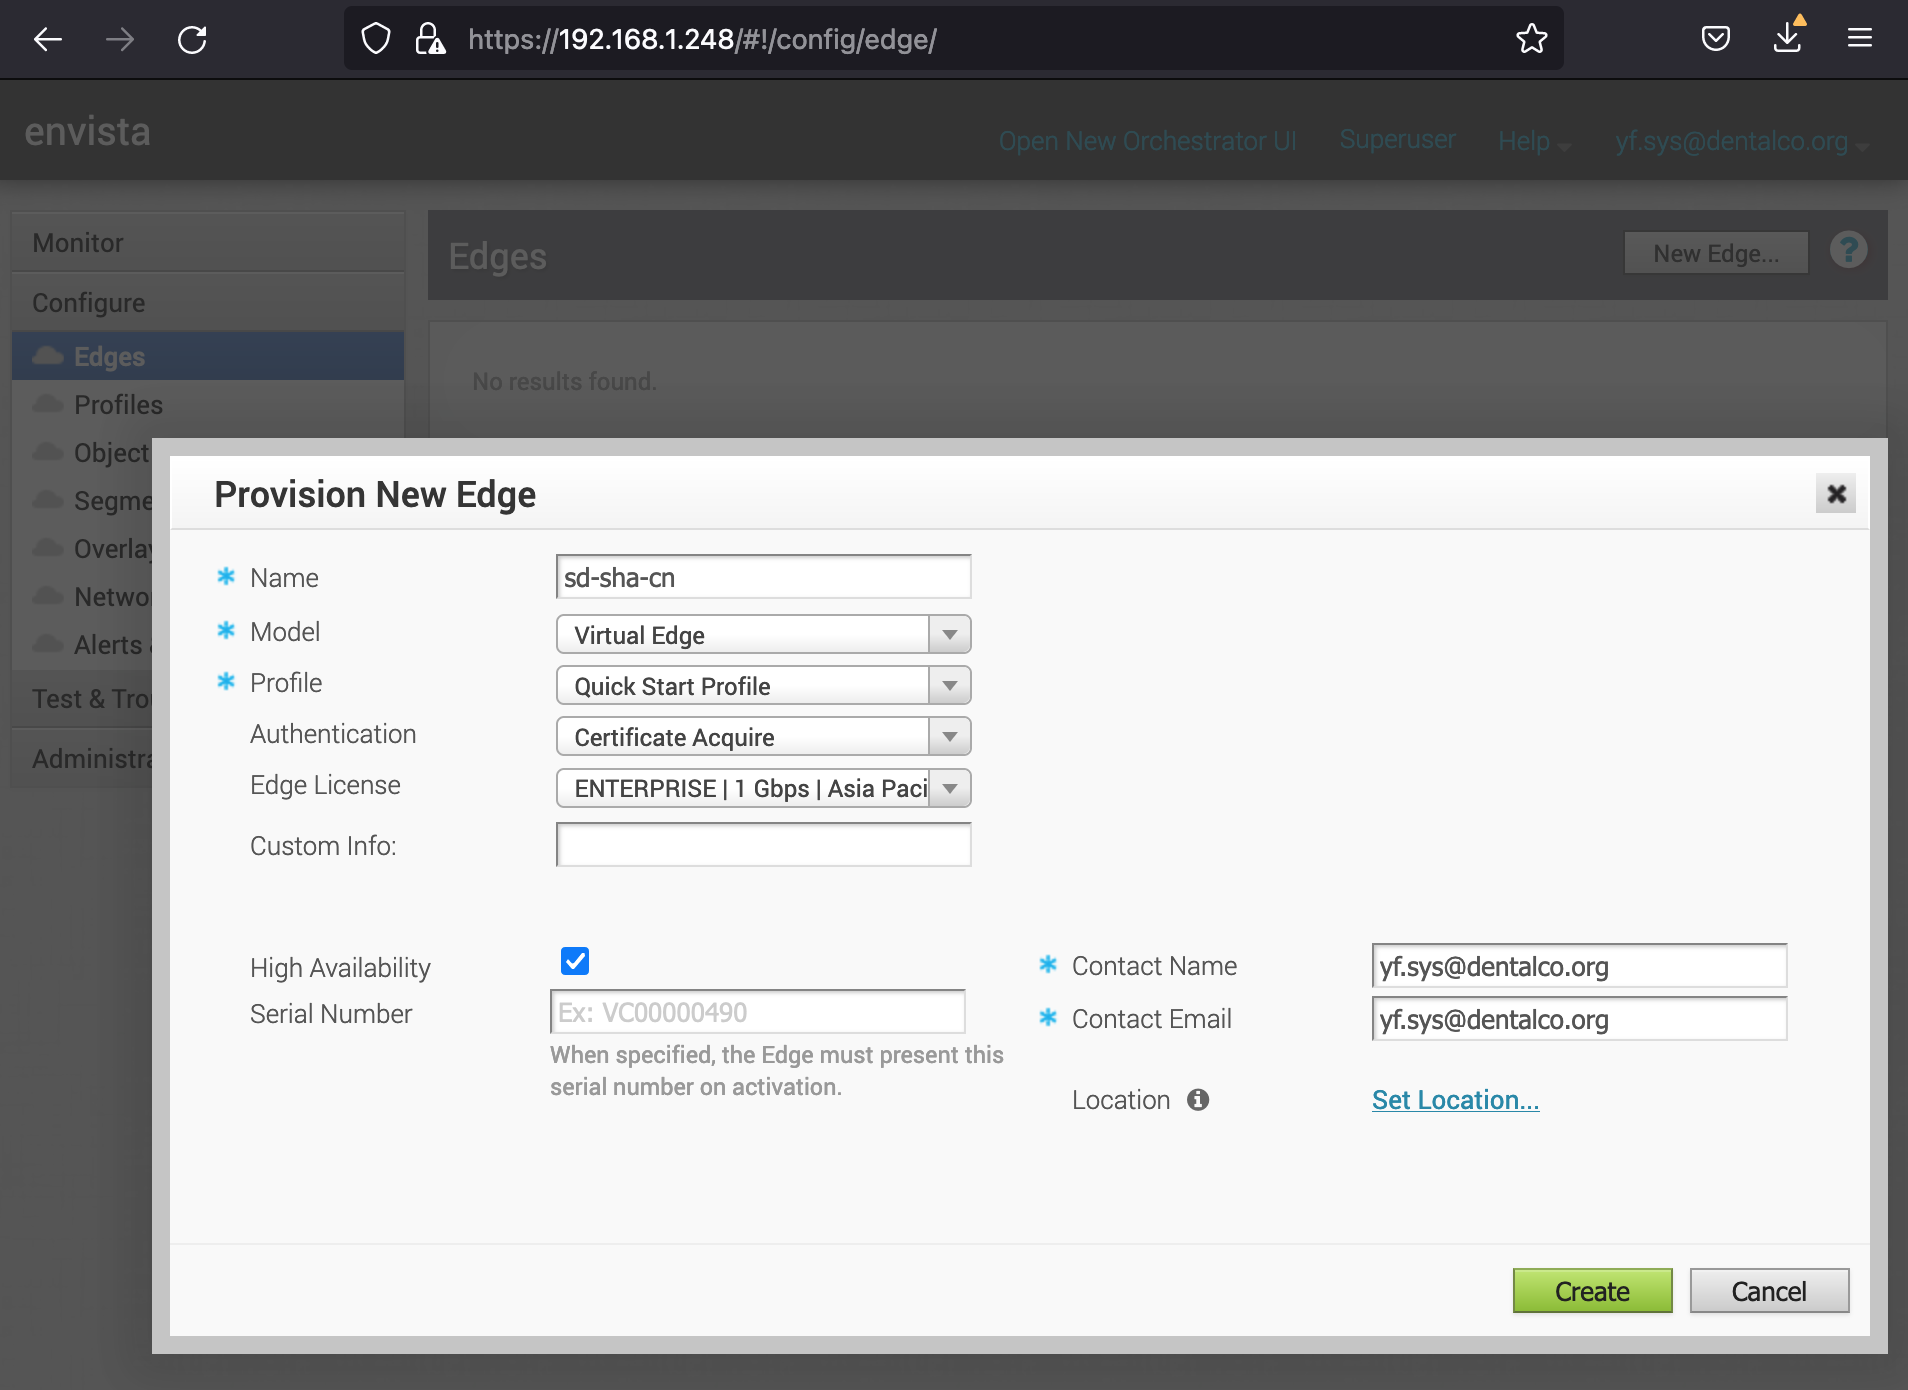 https://192.168.1.248/#!/config/edge/
envista
Open New Orchestrator UI
Superuser
Help
yf.sys@dentalco.org
Monitor
Configure
Edges
Profiles
Object
Segme
Overlay
Netwo
Alerts
Test & Tro
Administra
Edges
New Edge...
?
No results found.
Provision New Edge
* Name
sd-sha-cn
* Model
Virtual Edge
* Profile
Quick Start Profile
Authentication
Certificate Acquire
Edge License
ENTERPRISE | 1 Gbps | Asia Paci
Custom Info:
High Availability
Serial Number
Ex: VC00000490
When specified, the Edge must present this
serial number on activation.
* Contact Name
yf.sys@dentalco.org
* Contact Email
yf.sys@dentalco.org
Location
Set Location...
Create
Cancel